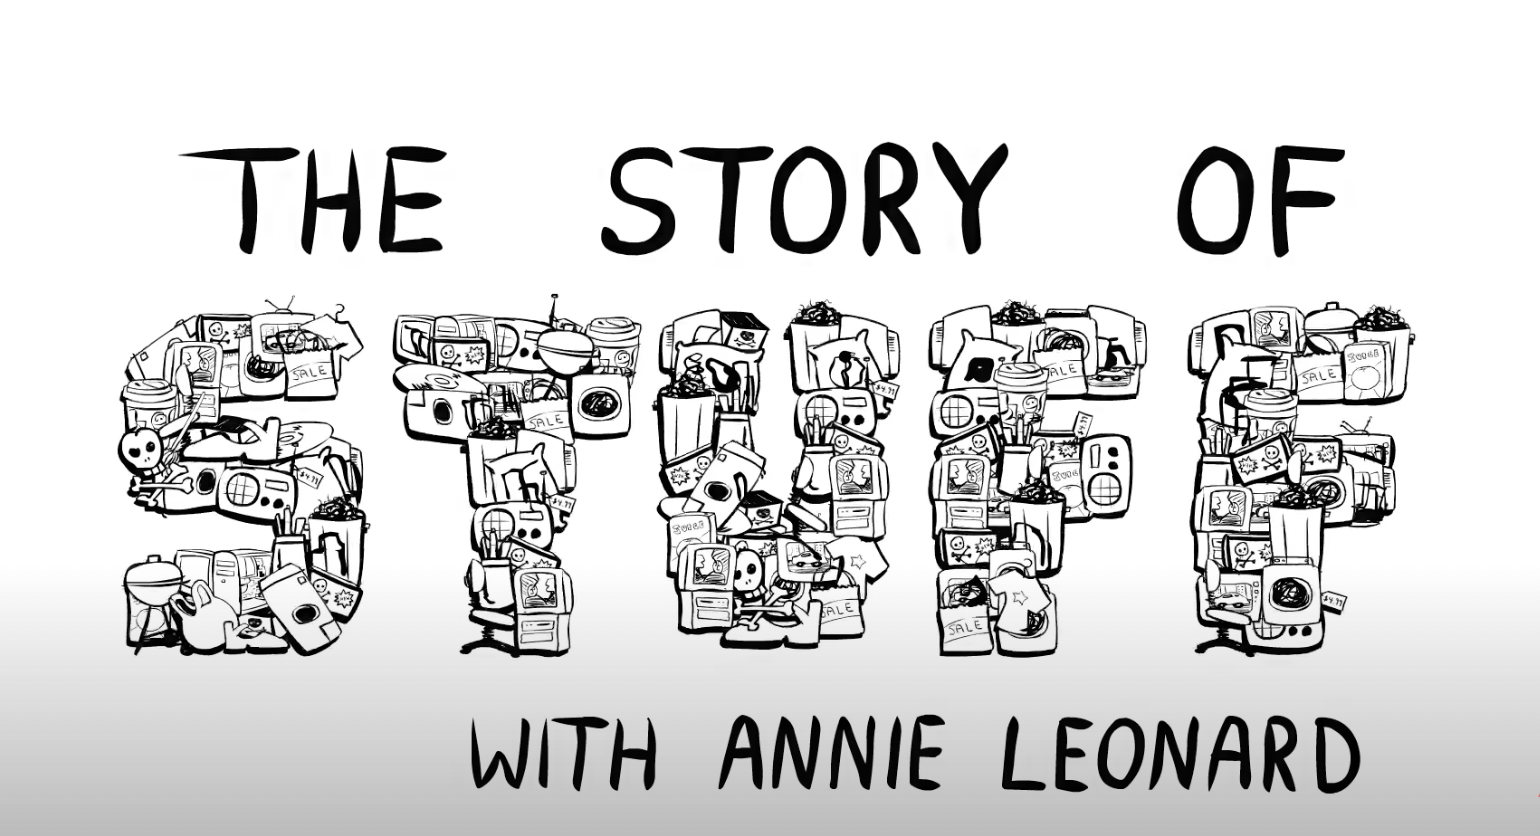 THE STORY OF
STUFF
WITH ANNIE LEONARD